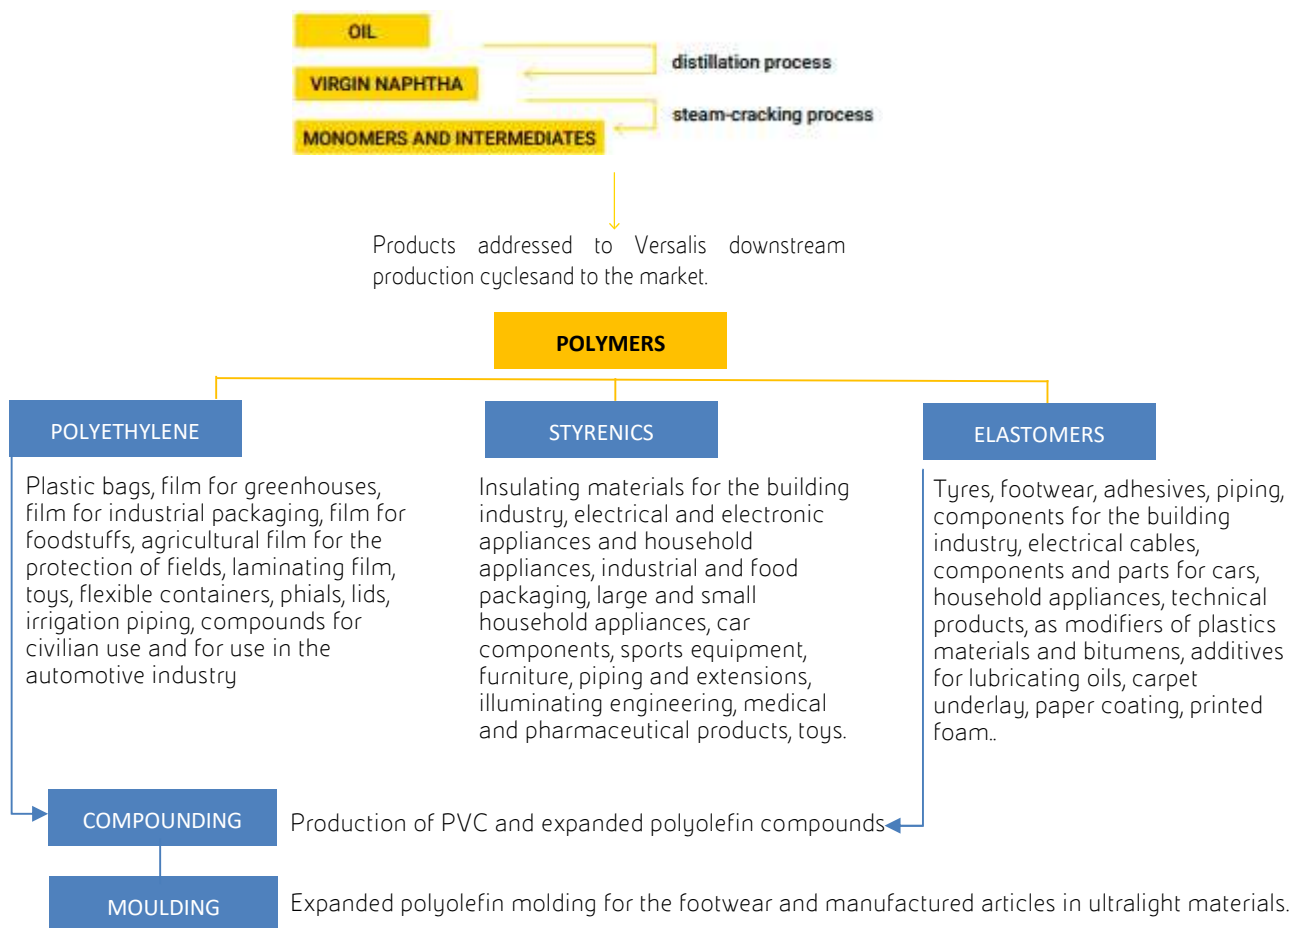 OIL
distillation process
VIRGIN NAPHTHA
steam-cracking process
MONOMERS AND INTERMEDIATES
Products addressed to Versalis downstream
production cyclesand to the market.
POLYMERS
POLYETHYLENE
Plastic bags, film for greenhouses,
film for industrial packaging, film for
foodstuffs, agricultural film for the
protection of fields, laminating film,
toys, flexible containers, phials, lids,
irrigation piping, compounds for
civilian use and for use in the
automotive industry
STYRENICS
Insulating materials for the building
industry, electrical and electronic
appliances and household
appliances, industrial and food
packaging, large and small
household appliances, car
components, sports equipment,
furniture, piping and extensions,
illuminating engineering, medical
and pharmaceutical products, toys.
ELASTOMERS
Tyres, footwear, adhesives, piping,
components for the building
industry, electrical cables,
components and parts for cars,
household appliances, technical
products, as modifiers of plastics
materials and bitumens, additives
for lubricating oils, carpet
underlay, paper coating, printed
foam..
COMPOUNDING
Production of PVC and expanded polyolefin compounds
MOULDING
Expanded polyolefin molding for the footwear and manufactured articles in ultralight materials.